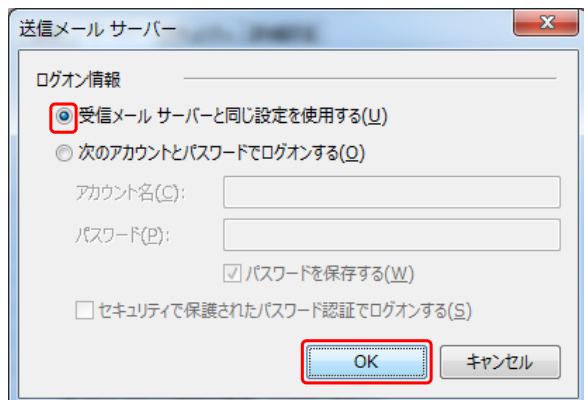 送信メール サーバー
ログオン情報
受信メール サーバーと同じ設定を使用する(U)
次のアカウントとパスワードでログオンする(O)
アカウント名(C):
パスワード(P):
パスワードを保存する(W)
セキュリティで保護されたパスワード認証でログオンする(S)
OK キャンセル